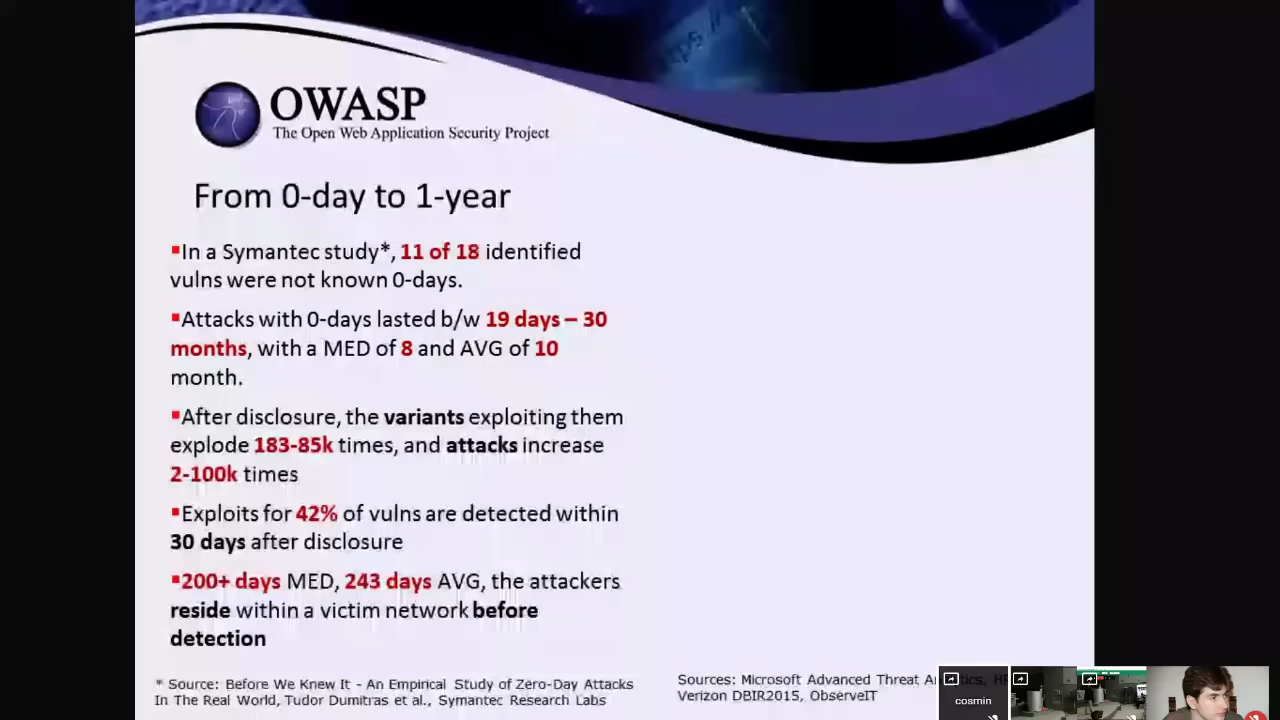 OWASP
The Open Web Application Security Project
From 0-day to 1-year
▪In a Symantec study*, 11 of 18 identified
vulns were not known 0-days.
▪Attacks with 0-days lasted b/w 19 days – 30
months, with a MED of 8 and AVG of 10
month.
▪After disclosure, the variants exploiting them
explode 183-85k times, and attacks increase
2-100k times
▪Exploits for 42% of vulns are detected within
30 days after disclosure
▪200+ days MED, 243 days AVG, the attackers
reside within a victim network before
detection
* Source: Before We Knew It - An Empirical Study of Zero-Day Attacks
In The Real World, Tudor Dumitras et al., Symantec Research Labs
Sources: Microsoft Advanced Threat
Verizon DBIR2015, ObserveIT
cosmin